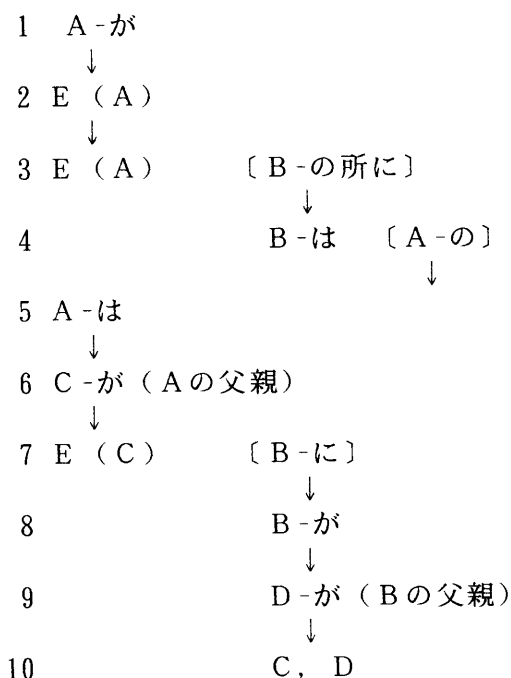 1 A-が
↓
2 E (A)
↓
3 E (A) 〔B-の所に〕
↓
4 B-は 〔A-の〕
↓
5 A-は
↓
6 C-が (Aの父親)
↓
7 E (C) 〔B-に〕
↓
8 B-が
↓
9 D-が (Bの父親)
↓
10 C, D